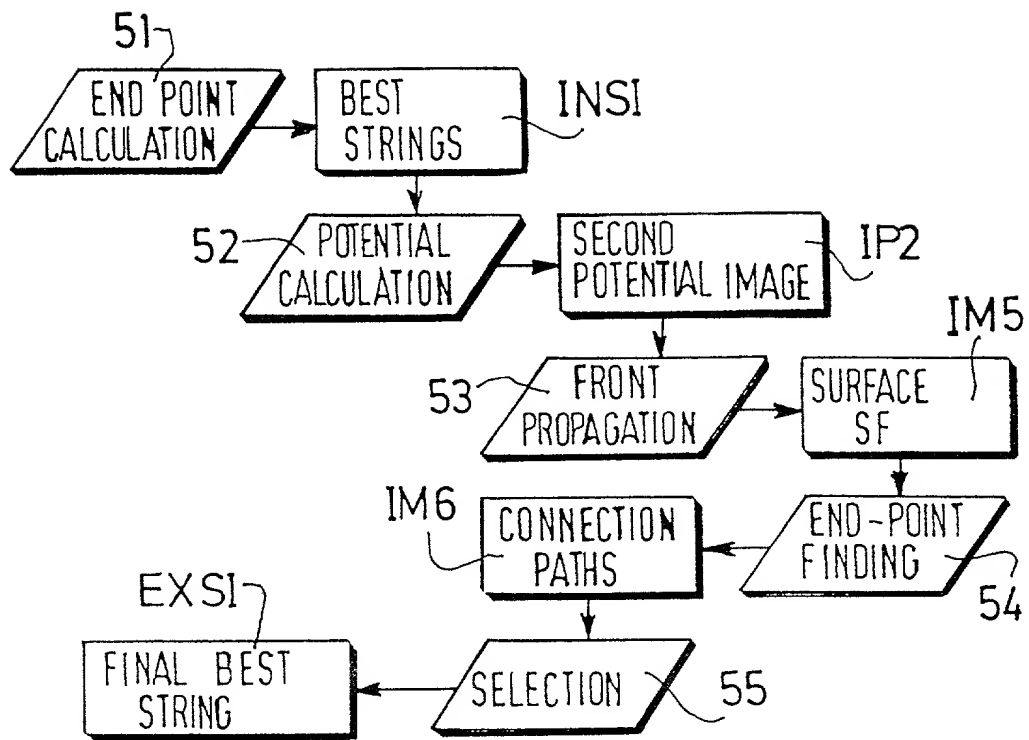 51
END POINT
CALCULATION
BEST
STRINGS
INSI
52
POTENTIAL
CALCULATION
SECOND
POTENTIAL IMAGE
IP2
53
FRONT
PROPAGATION
SURFACE
SF
IM5
IM6
CONNECTION
PATHS
END-POINT
FINDING
54
EXSI
FINAL BEST
STRING
SELECTION
55